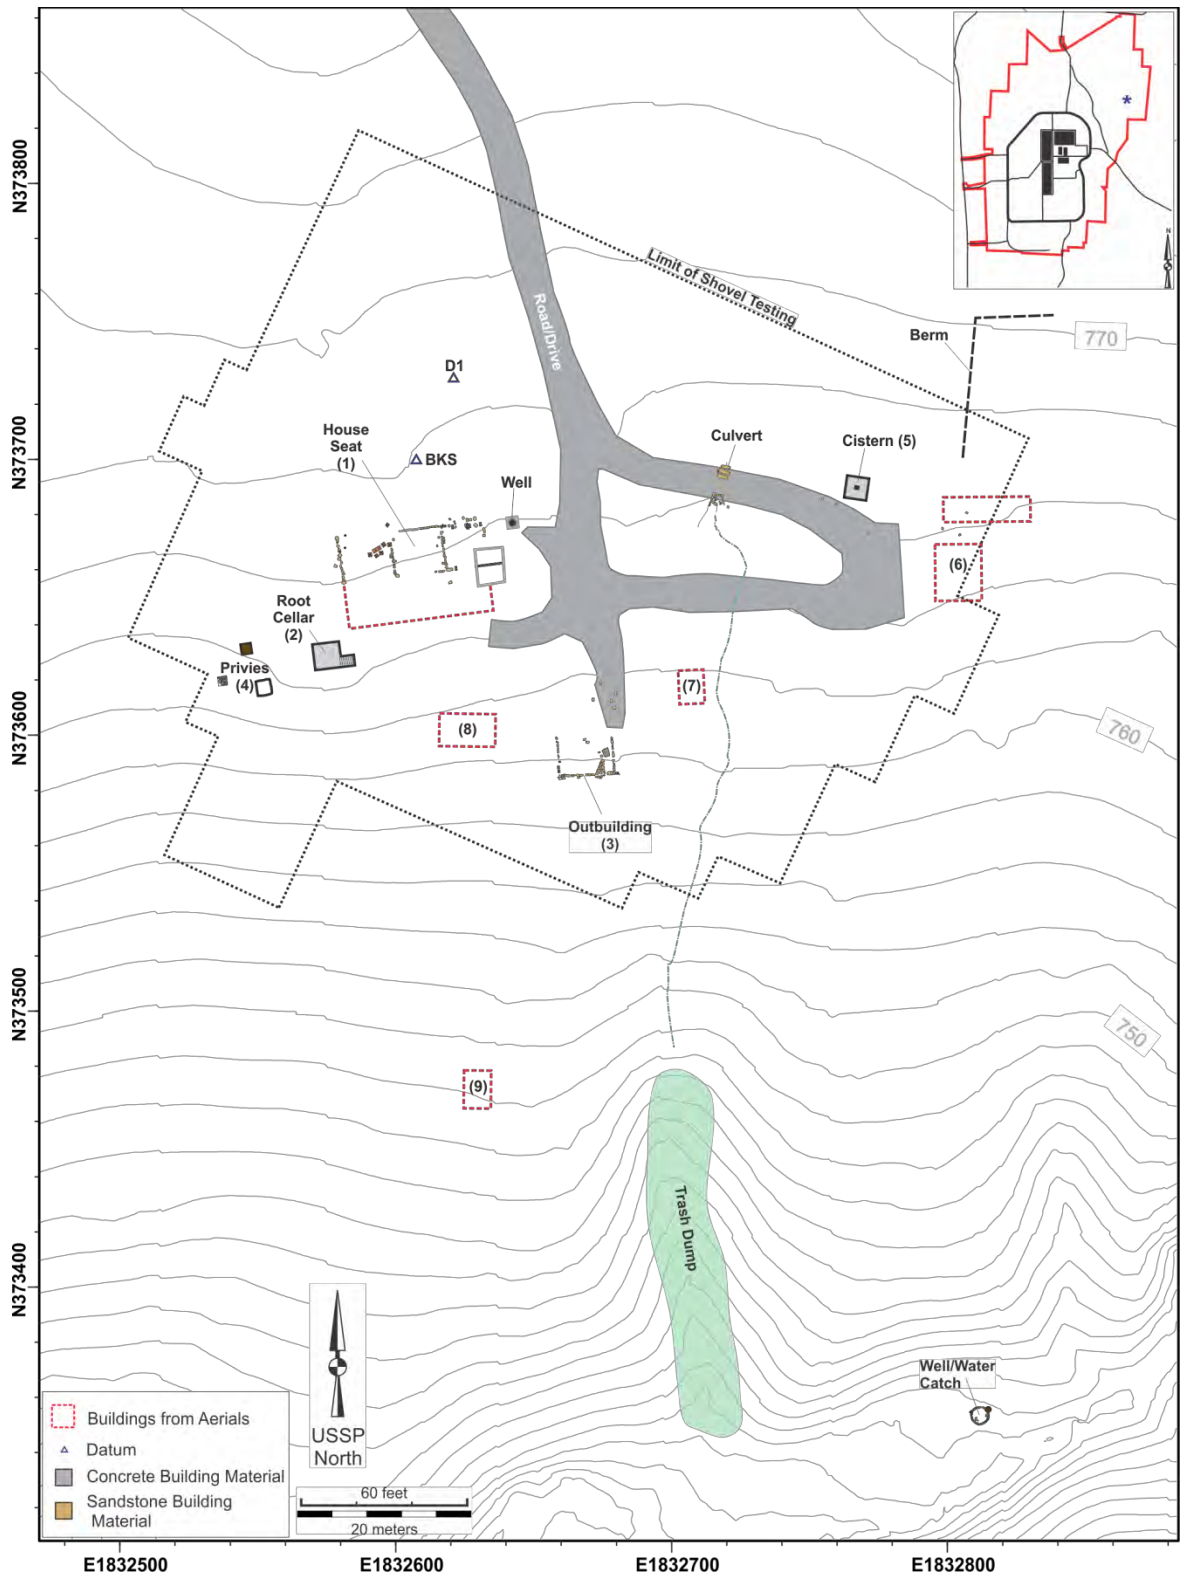 N
N373800
Limit of Shovel Testing
Road/Drive
Berm
770
D1
House
Seat
(1)
BKS
N373700
Culvert
Cistern (5)
Well
(6)
Root
Cellar
(2)
Privies
(4)
(7)
(8)
N373600
760
Outbuilding
(3)
N373500
750
(9)
Trash Dump
N373400
Well/Water
Catch
USSP
North
Buildings from Aerials
Datum
Concrete Building Material
Sandstone Building
Material
60 feet
20 meters
E1832500
E1832600
E1832700
E1832800